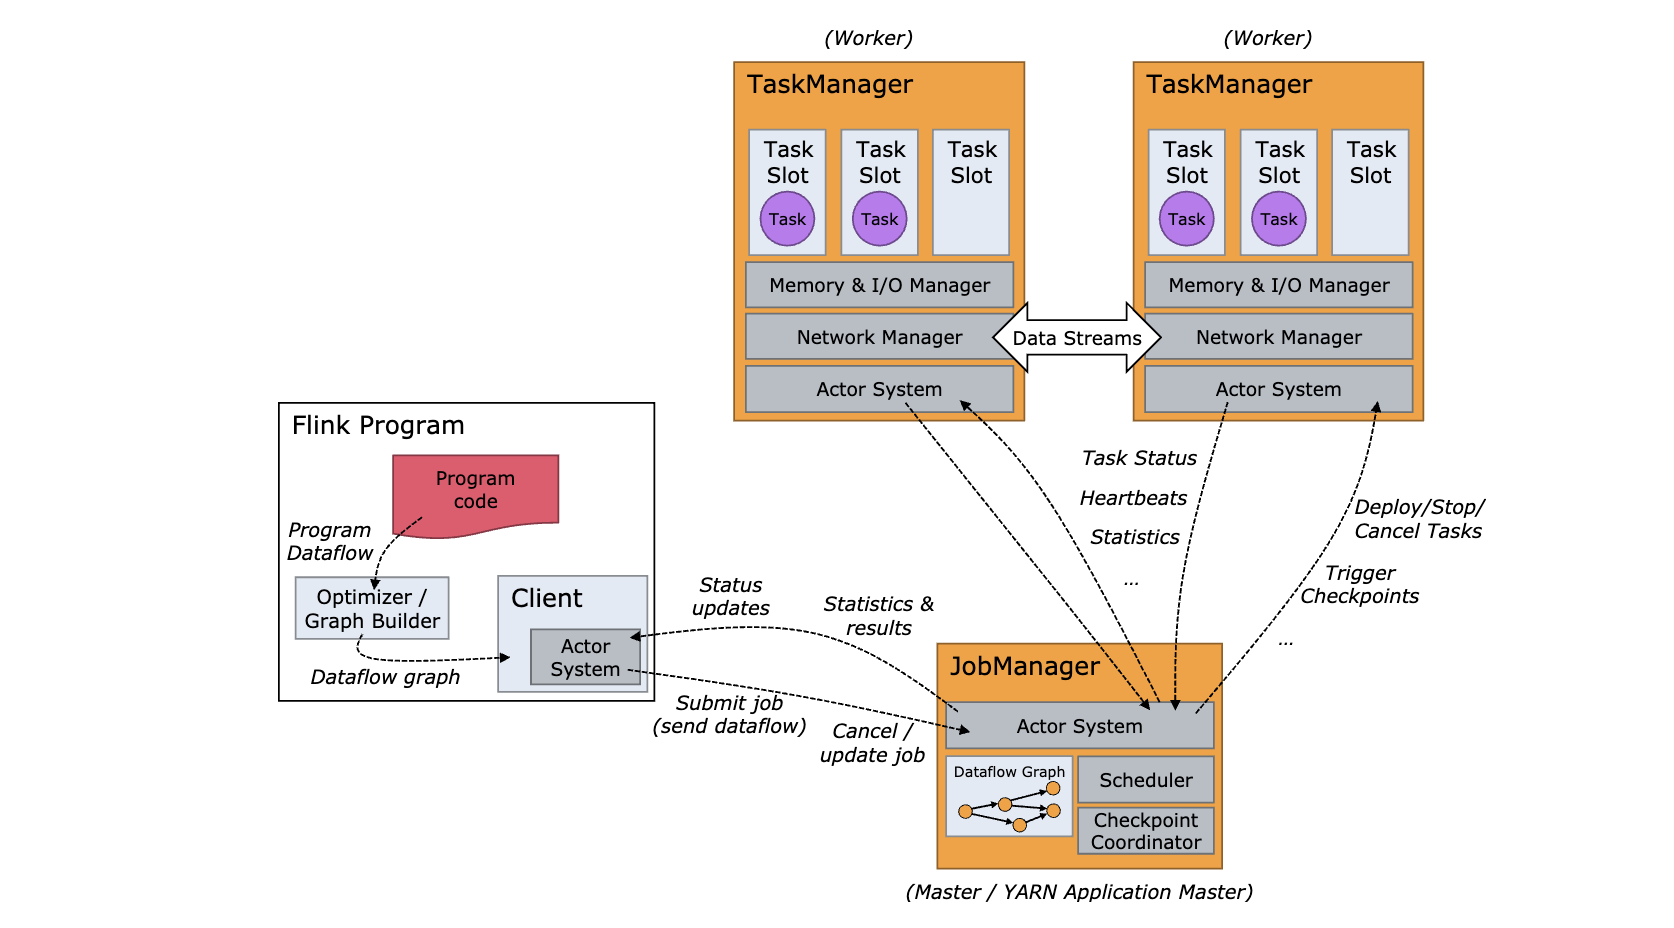 (Worker)
TaskManager
Task
Slot
Task
Task
Slot
Task
Task
Slot
Memory & I/O Manager
Network Manager
Actor System
(Worker)
TaskManager
Task
Slot
Task
Task
Slot
Task
Task
Slot
Memory & I/O Manager
Network Manager
Actor System
Data Streams
Flink Program
Program
code
Program
Dataflow
Optimizer /
Graph Builder
Dataflow graph
Client
Actor
System
Status
updates
Statistics &
results
Submit job
(send dataflow)
Cancel /
update job
Task Status
Heartbeats
Statistics
...
Deploy/Stop/
Cancel Tasks
Trigger
Checkpoints
...
JobManager
Actor System
Dataflow Graph
Scheduler
Checkpoint
Coordinator
(Master / YARN Application Master)